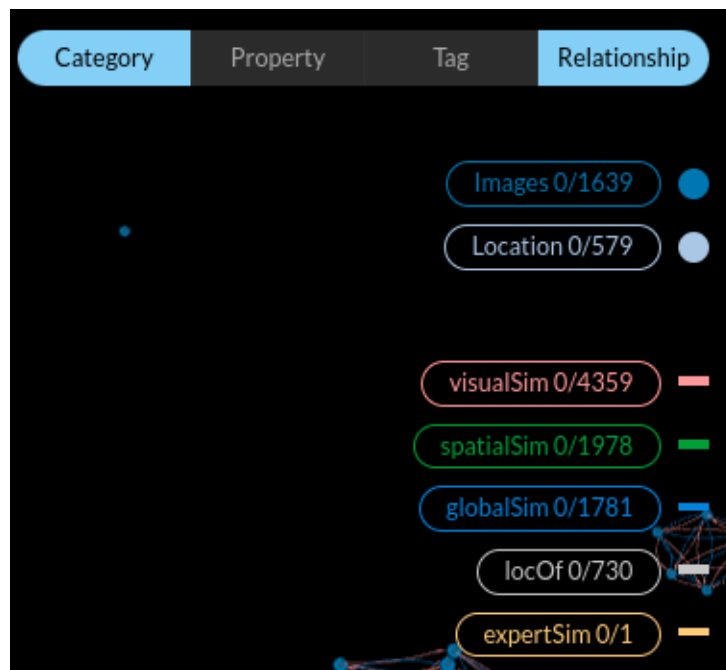 Category Property Tag Relationship
Images 0/1639
Location 0/579
visualSim 0/4359
spatialSim 0/1978
globalSim 0/1781
locOf 0/730
expertSim 0/1